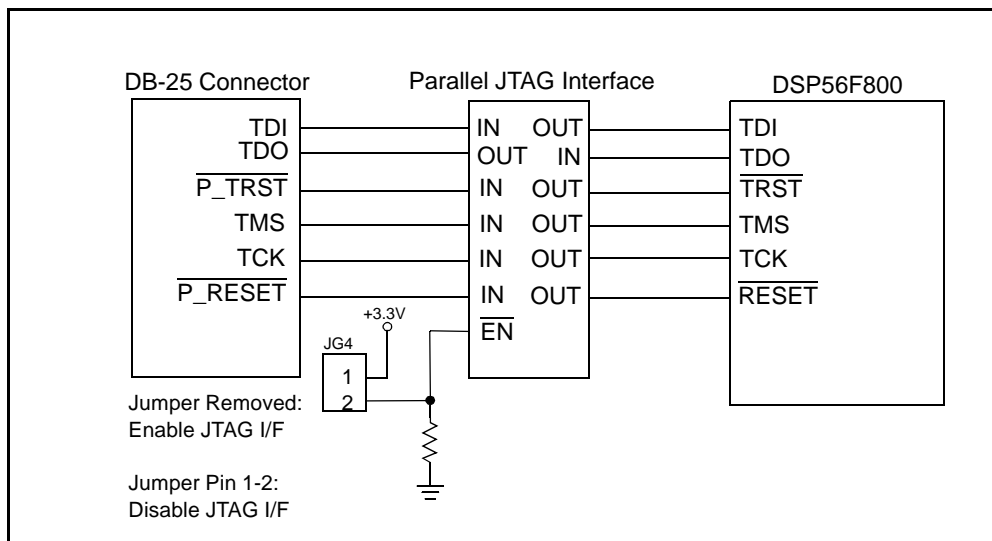 DB-25 Connector
Parallel JTAG Interface
DSP56F800
TDI
IN OUT
TDI
TDO
OUT IN
TDO
P_TRST
IN OUT
TRST
TMS
IN OUT
TMS
TCK
IN OUT
TCK
P_RESET
IN OUT
RESET
+3.3V
EN
JG4
1
2
Jumper Removed:
Enable JTAG I/F
Jumper Pin 1-2:
Disable JTAG I/F